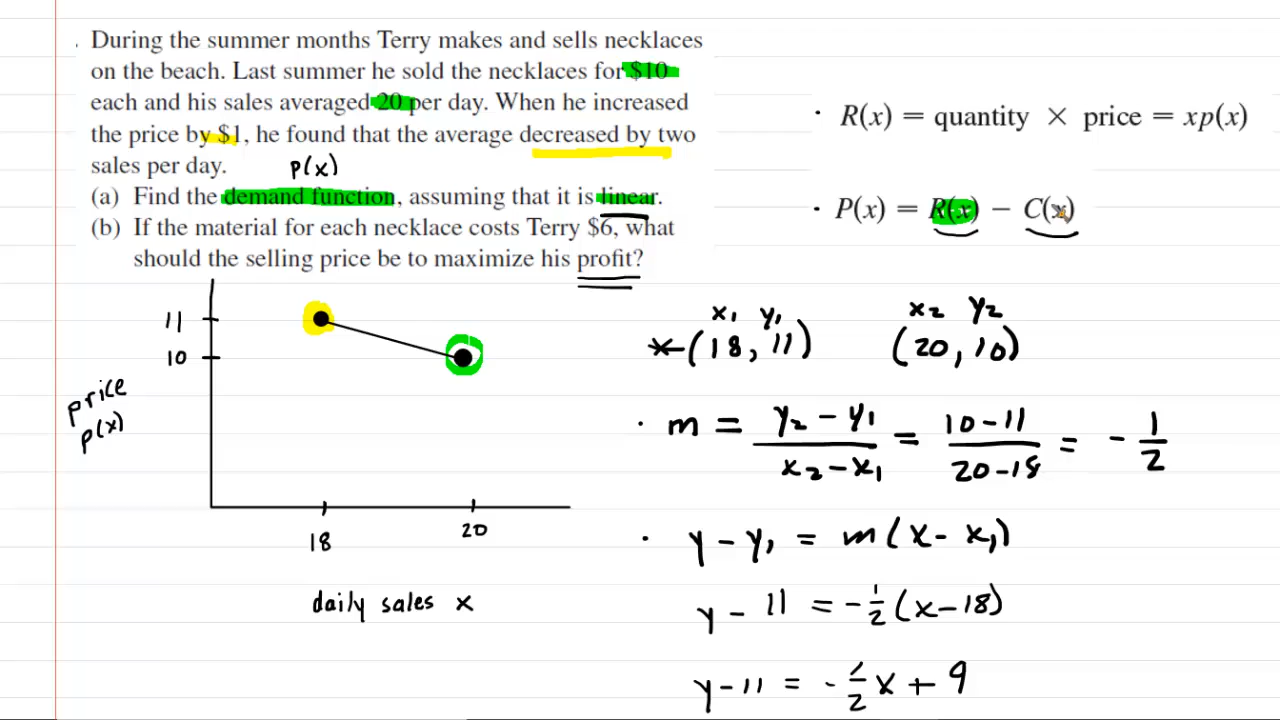 During the summer months Terry makes and sells necklaces
on the beach. Last summer he sold the necklaces for $10
each and his sales averaged 20 per day. When he increased
the price by $1, he found that the average decreased by two
sales per day.
p(x)
(a) Find the demand function, assuming that it is linear.
(b) If the material for each necklace costs Terry $6, what
should the selling price be to maximize his profit?
· R(x) = quantity × price = xp(x)
· P(x) = R(x) − C(x)
11
10
price
p(x)
18 20
daily sales x
x₁ y₁ x₂ y₂
(18, 11) (20, 10)
· m = y₂ − y₁ / x₂ − x₁ = 10 − 11 / 20 − 18 = − 1/2
· y − y₁ = m(x − x₁)
y − 11 = −1/2 (x − 18)
y − 11 = −1/2 x + 9